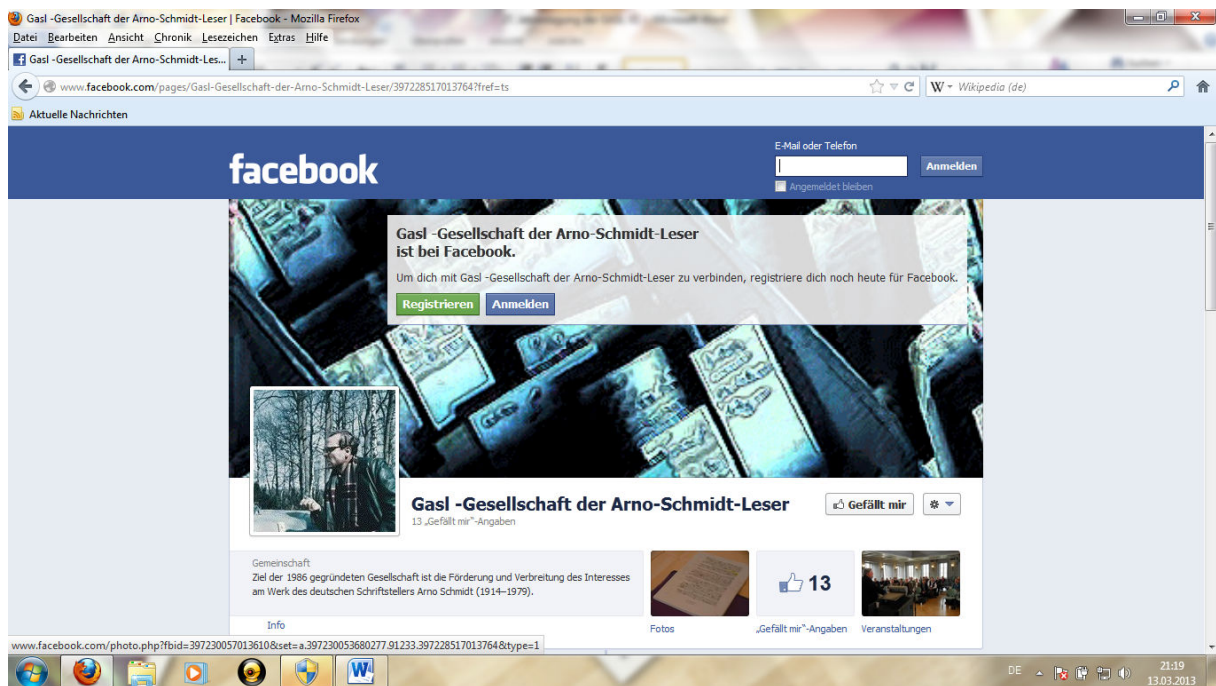 Gasl -Gesellschaft der Arno-Schmidt-Leser | Facebook - Mozilla Firefox
Datei Bearbeiten Ansicht Chronik Lesezeichen Extras Hilfe
Gasl -Gesellschaft der Arno-Schmidt-Les...
www.facebook.com/pages/Gasl-Gesellschaft-der-Arno-Schmidt-Leser/397228517013764?fref=ts
W Wikipedia (de)
Aktuelle Nachrichten
facebook
E-Mail oder Telefon
Anmelden
Angemeldet bleiben
Gasl -Gesellschaft der Arno-Schmidt-Leser
ist bei Facebook.
Um dich mit Gasl -Gesellschaft der Arno-Schmidt-Leser zu verbinden, registriere dich noch heute für Facebook.
Registrieren Anmelden
Gasl -Gesellschaft der Arno-Schmidt-Leser
Gefällt mir
13 „Gefällt mir“-Angaben
Gemeinschaft
Ziel der 1986 gegründeten Gesellschaft ist die Förderung und Verbreitung des Interesses
am Werk des deutschen Schriftstellers Arno Schmidt (1914–1979).
13
Info
Fotos
„Gefällt mir“-Angaben
Veranstaltungen
www.facebook.com/photo.php?fbid=397230057013610&set=a.397230053680277.91233.397228517013764&type=1
DE
21:19
13.03.2013